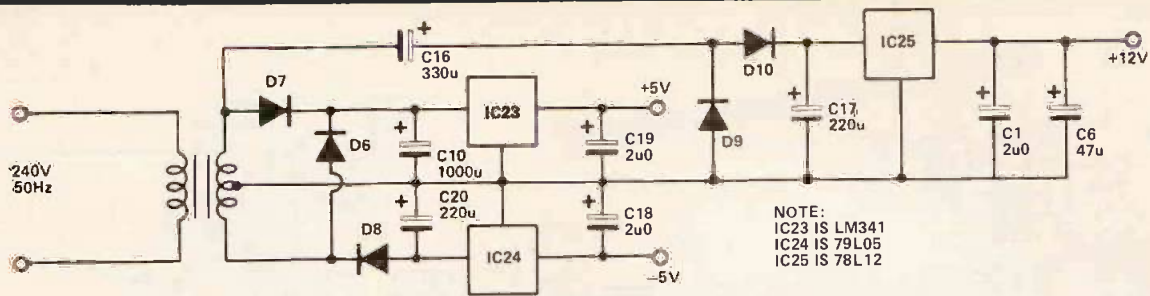 C16
330u
D7
D6
D10
D9
IC23
IC25
+5V
+12V
C10
1000u
C19
2u0
C17
220u
C1
2u0
C6
47u
240V
50Hz
C20
220u
C18
2u0
D8
IC24
-5V
NOTE:
IC23 IS LM341
IC24 IS 79L05
IC25 IS 78L12